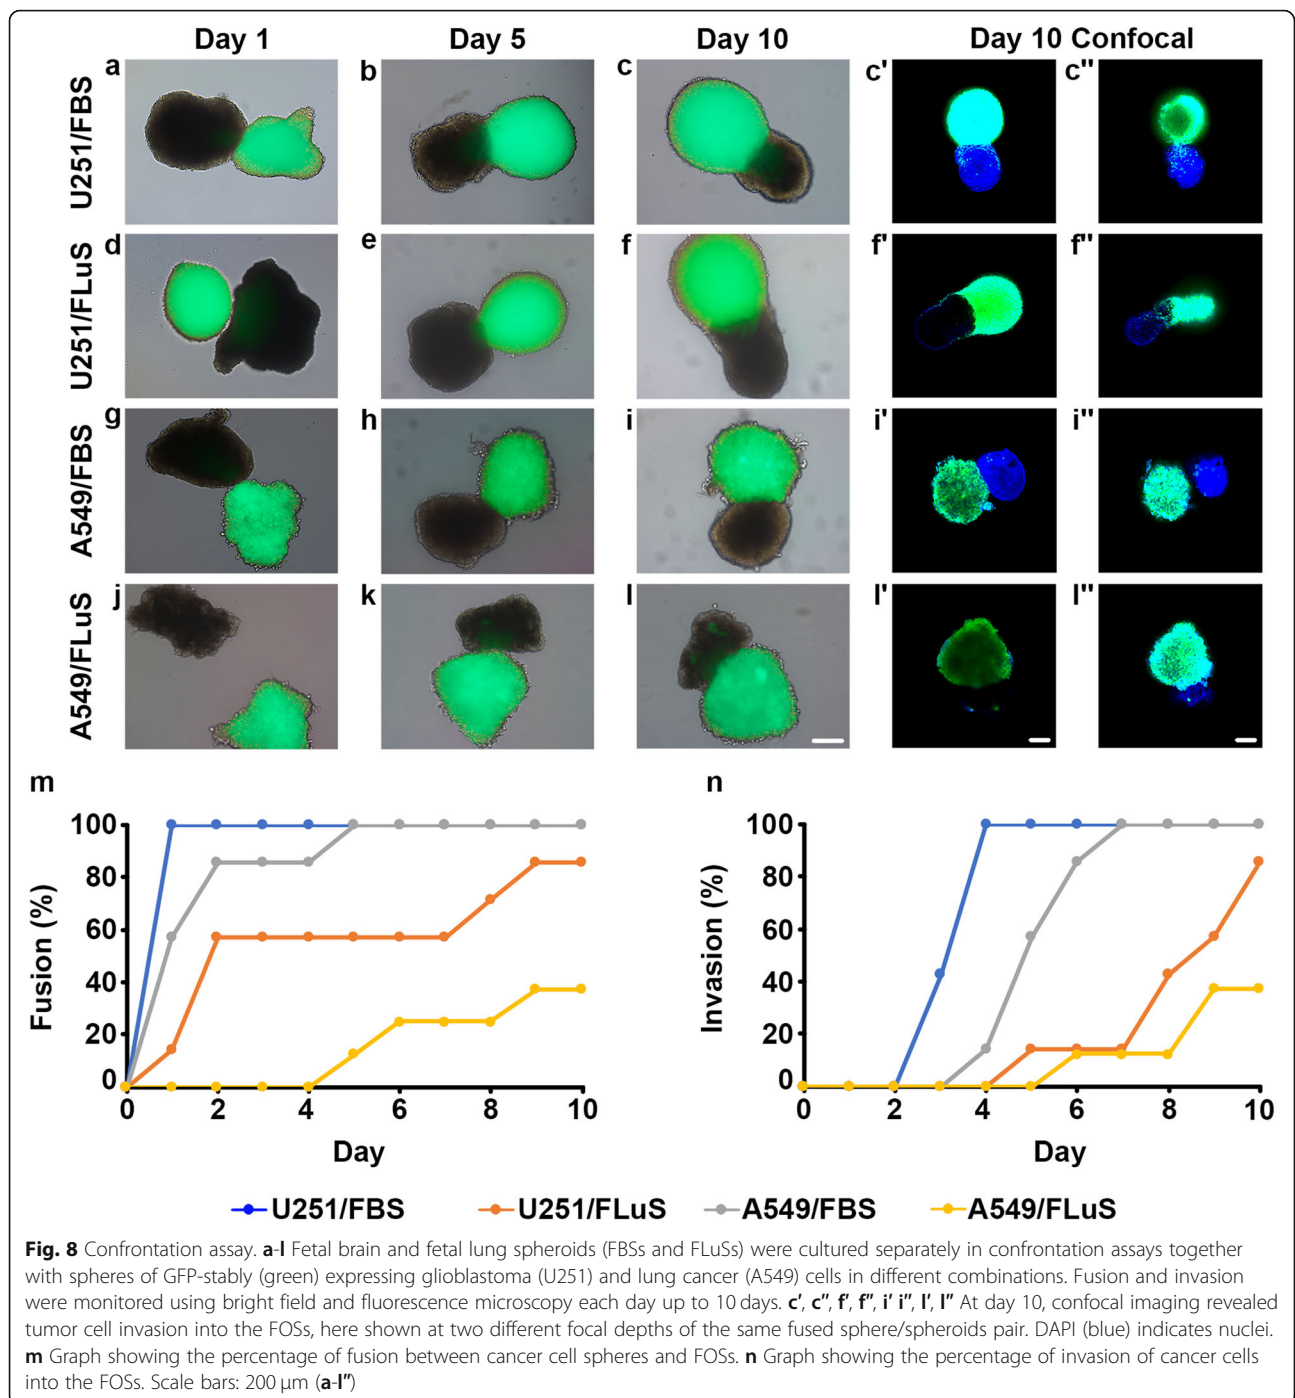 Day 1 Day 5 Day 10 Day 10 Confocal
U251/FBS a b c c' c"
U251/FLuS d e f f' f"
A549/FBS g h i i' i"
A549/FLuS j k l l' l"
m n
100 80 60 40 20 0
Fusion (%)
0 2 4 6 8 10
Day
100 80 60 40 20 0
Invasion (%)
0 2 4 6 8 10
Day
U251/FBS U251/FLuS A549/FBS A549/FLuS
Fig. 8 Confrontation assay. a-l Fetal brain and fetal lung spheroids (FBSs and FLuSs) were cultured separately in confrontation assays together
with spheres of GFP-stably (green) expressing glioblastoma (U251) and lung cancer (A549) cells in different combinations. Fusion and invasion
were monitored using bright field and fluorescence microscopy each day up to 10 days. c′, c″, f′, f″, i′ i″, l′, l″ At day 10, confocal imaging revealed
tumor cell invasion into the FOSs, here shown at two different focal depths of the same fused sphere/spheroids pair. DAPI (blue) indicates nuclei.
m Graph showing the percentage of fusion between cancer cell spheres and FOSs. n Graph showing the percentage of invasion of cancer cells
into the FOSs. Scale bars: 200 μm (a-l″)